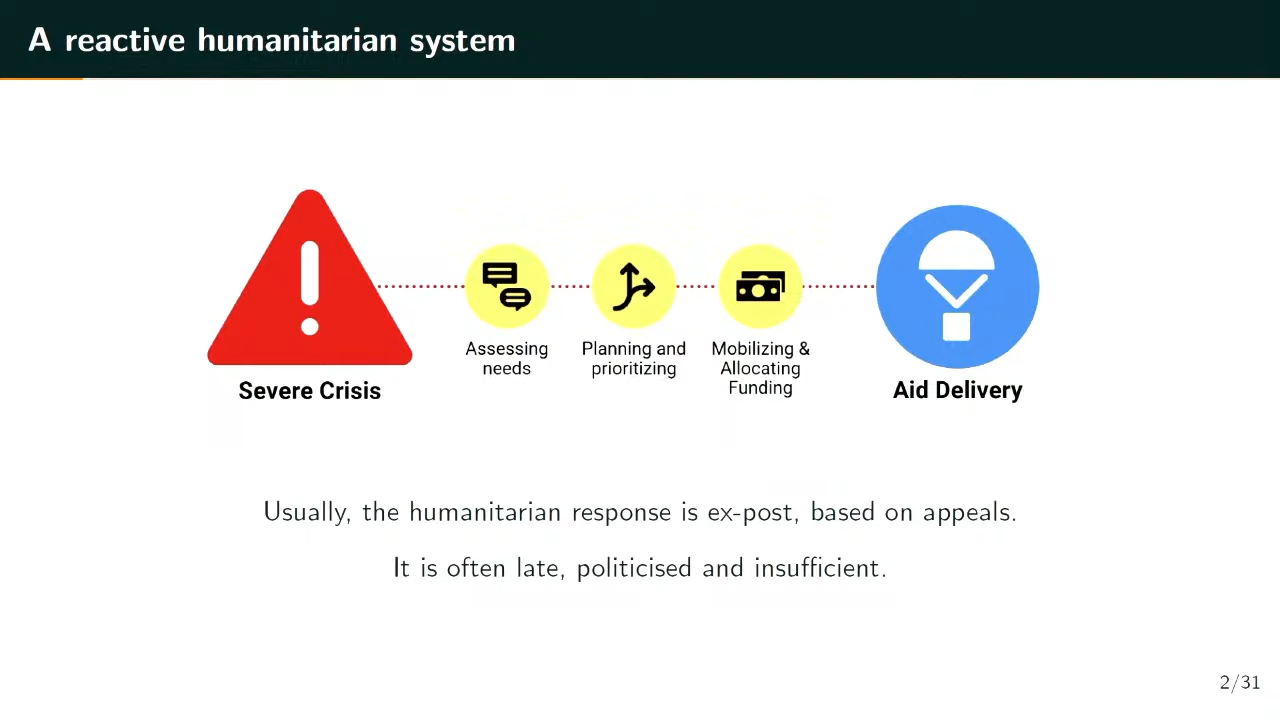 A reactive humanitarian system
Assessing
needs
Planning and
prioritizing
Mobilizing &
Allocating
Funding
Severe Crisis
Aid Delivery
Usually, the humanitarian response is ex-post, based on appeals.
It is often late, politicised and insufficient.
2/31